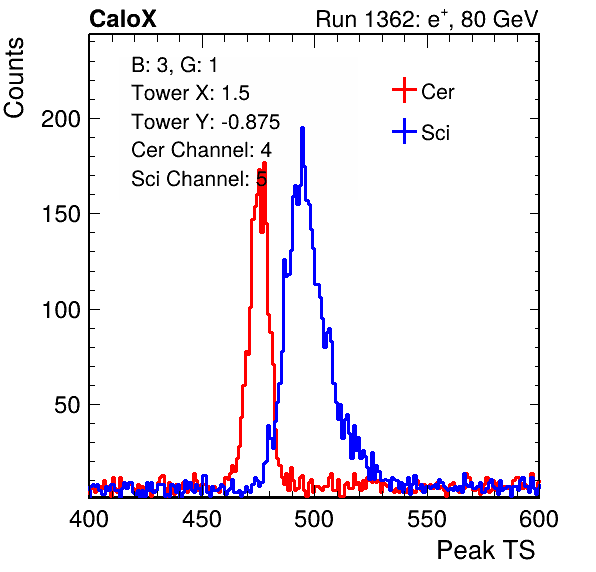 CaloX Run 1362: e⁺, 80 GeV
Counts
B: 3, G: 1
Tower X: 1.5
Tower Y: -0.875
Cer Channel: 4
Sci Channel: 5
Cer
Sci
200
150
100
50
400 450 500 550 600
Peak TS